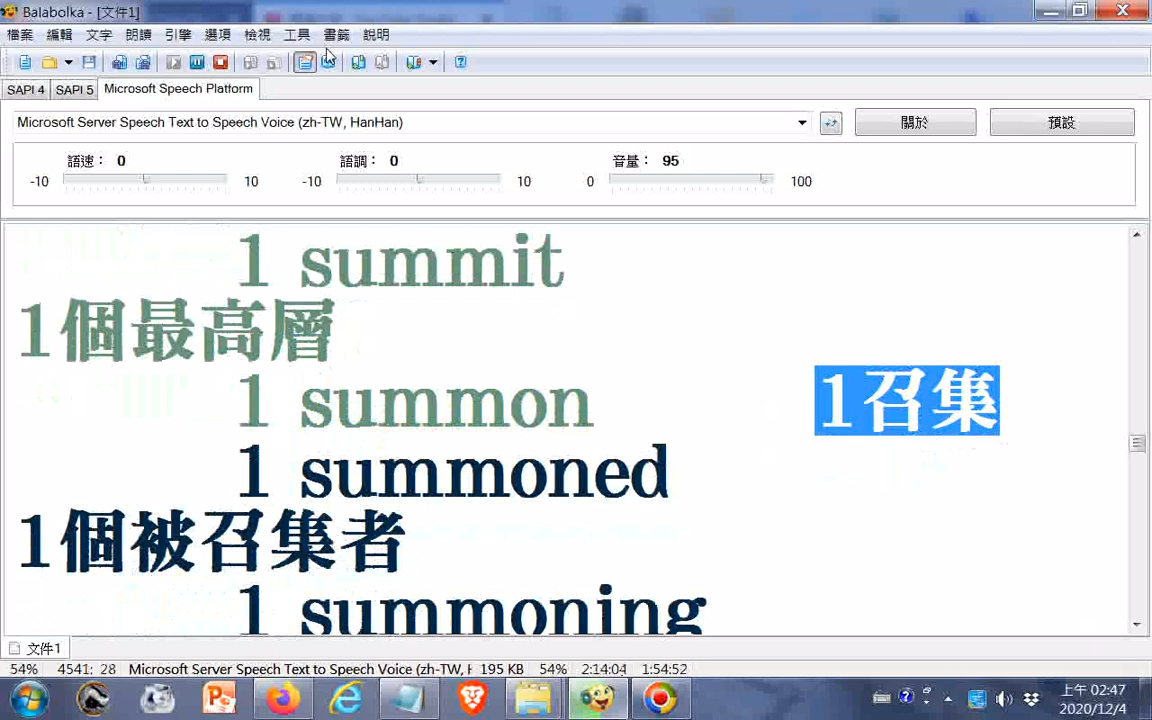 Balabolka - [文件1]
檔案 編輯 文字 朗讀 引擎 選項 檢視 工具 書籤 說明
SAPI 4 SAPI 5 Microsoft Speech Platform
Microsoft Server Speech Text to Speech Voice (zh-TW, HanHan) 關於 預設
語速： 0 語調： 0 音量： 95
-10 10 -10 10 0 100
1 summit
1個最高層
1 summon 1召集
1 summoned
1個被召集者
1 summoning
文件1
54% 4541: 28 Microsoft Server Speech Text to Speech Voice (zh-TW, H 195 KB 54% 2:14:04 1:54:52
上午 02:47
2020/12/4